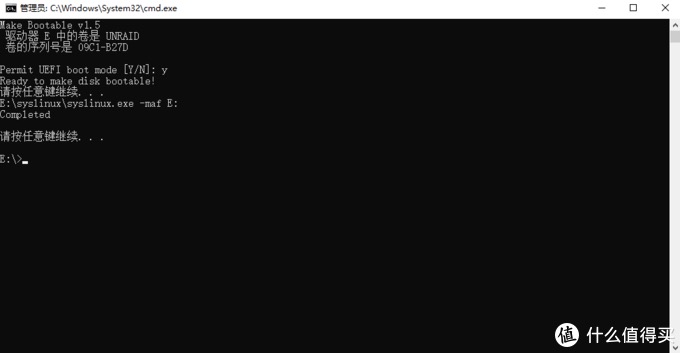 管理员: C:\Windows\System32\cmd.exe
Make Bootable v1.5
驱动器 E 中的卷是 UNRAID
卷的序列号是 09C1-B27D
Permit UEFI boot mode [Y/N]: y
Ready to make disk bootable!
请按任意键继续. . .
E:\syslinux\syslinux.exe -maf E:
Completed
请按任意键继续. . .
E:\>
值 什么值得买